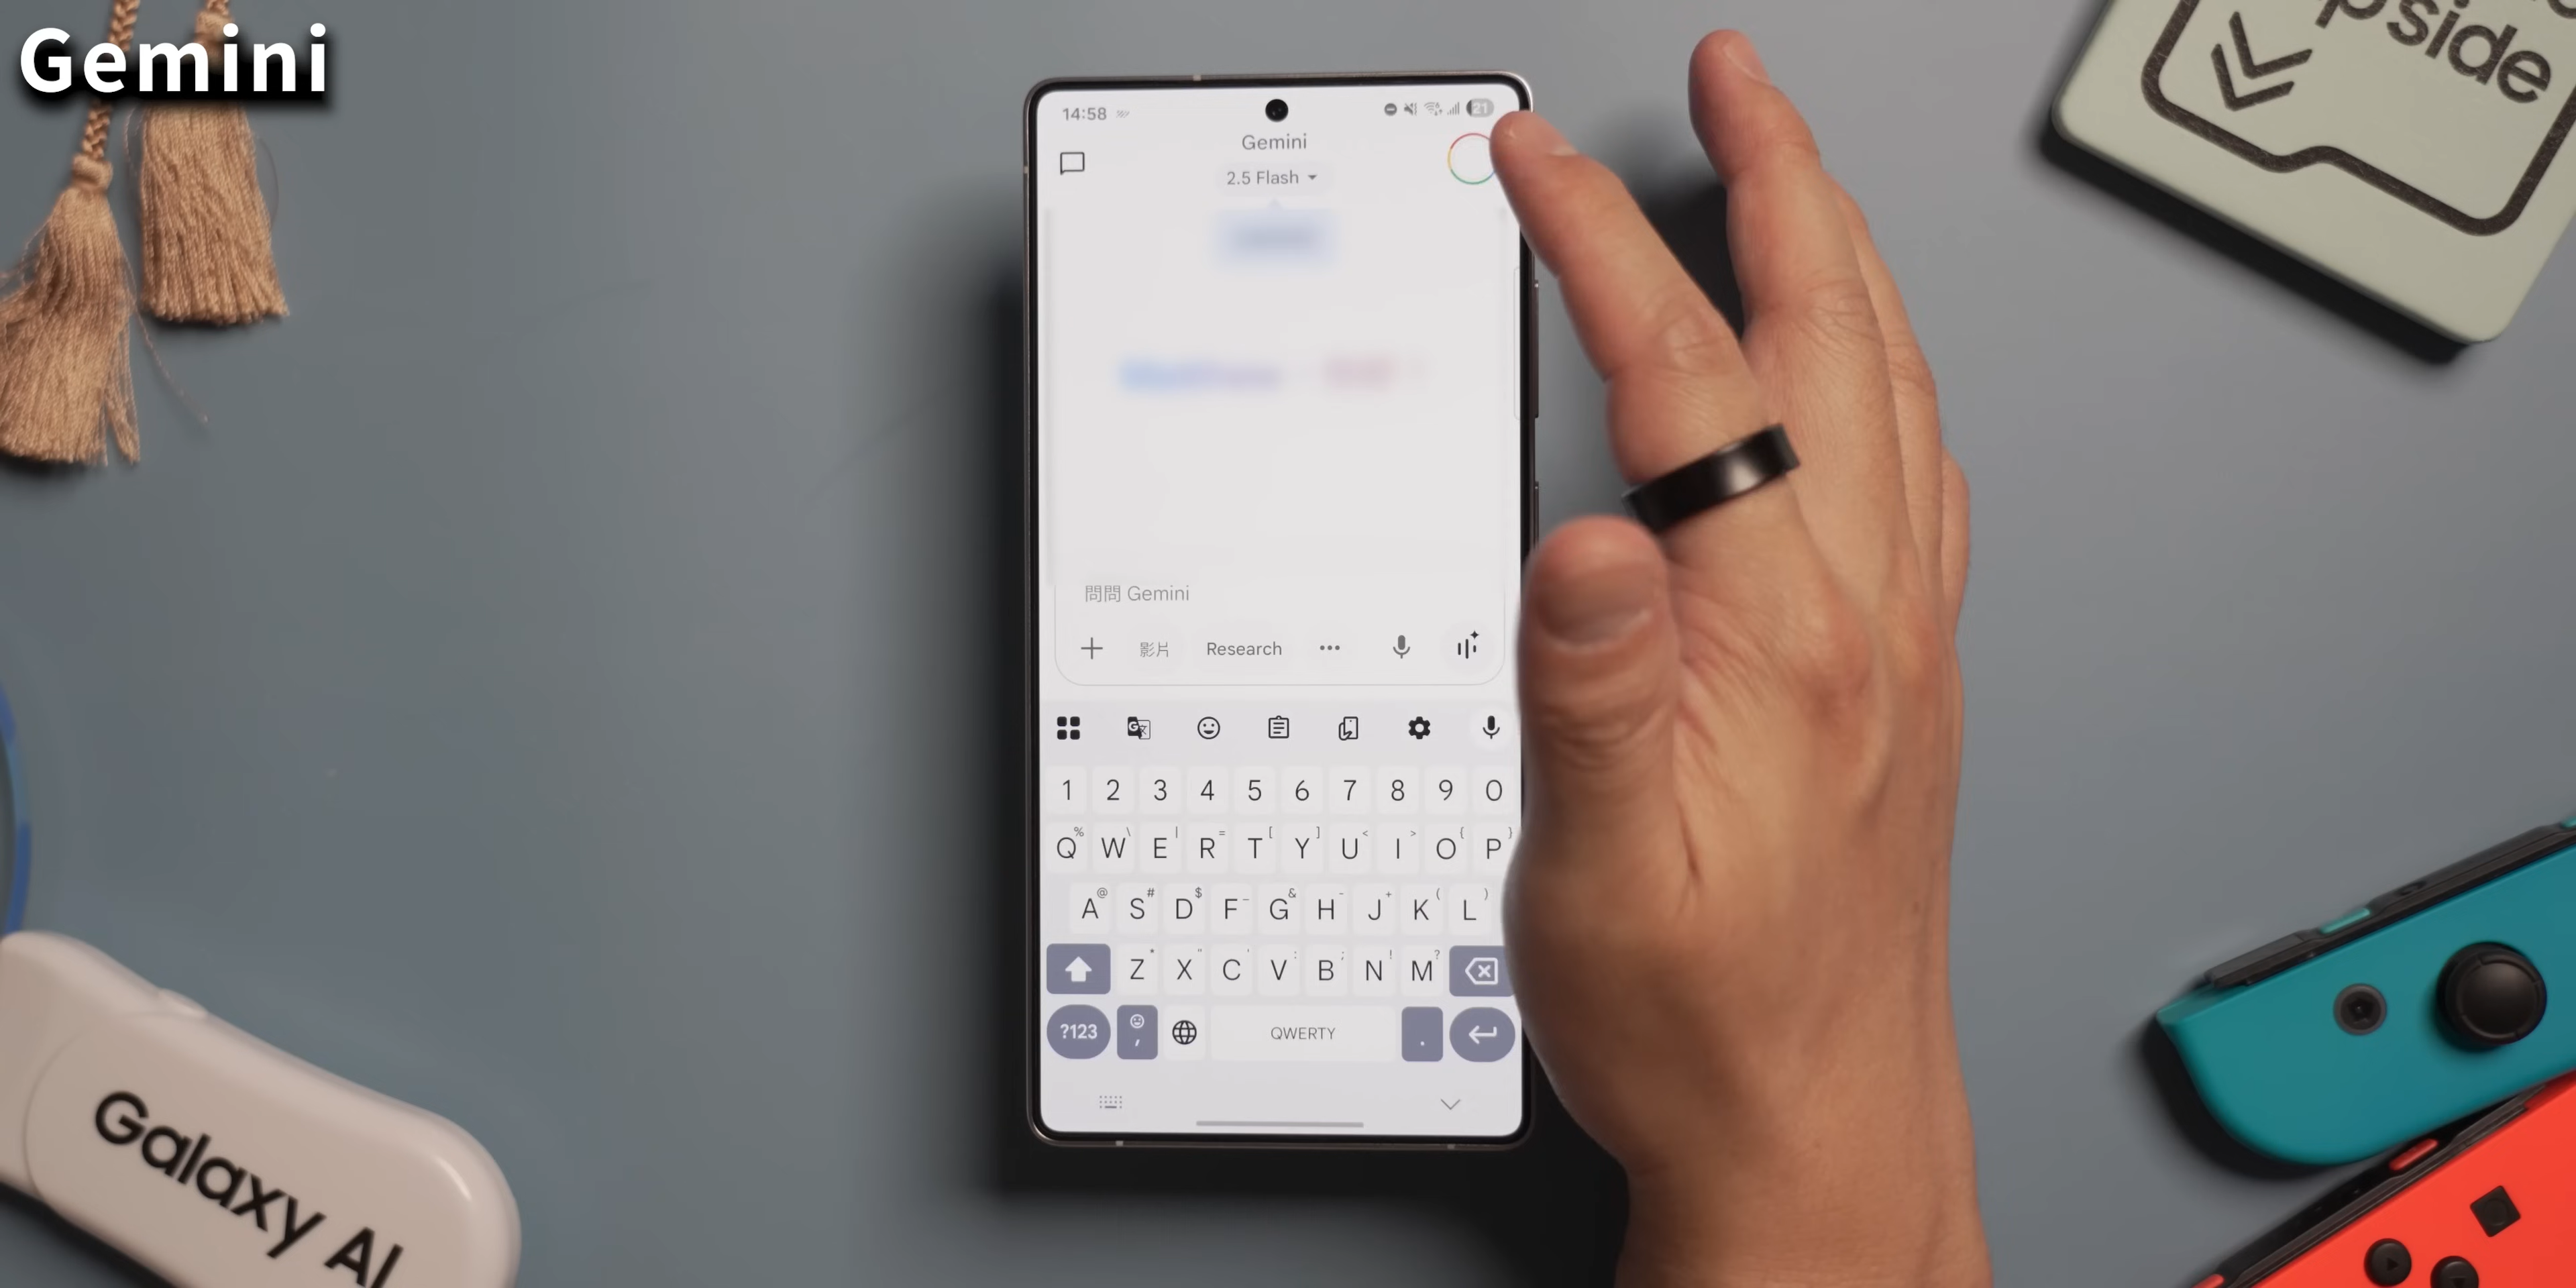 Gemini
pside
14:58
21
Gemini
2.5 Flash
問問 Gemini
影片 Research
1 2 3 4 5 6 7 8 9 0
Q W E R T Y U I O P
A S D F G H J K L
Z X C V B N M
?123 , QWERTY .
Galaxy AI